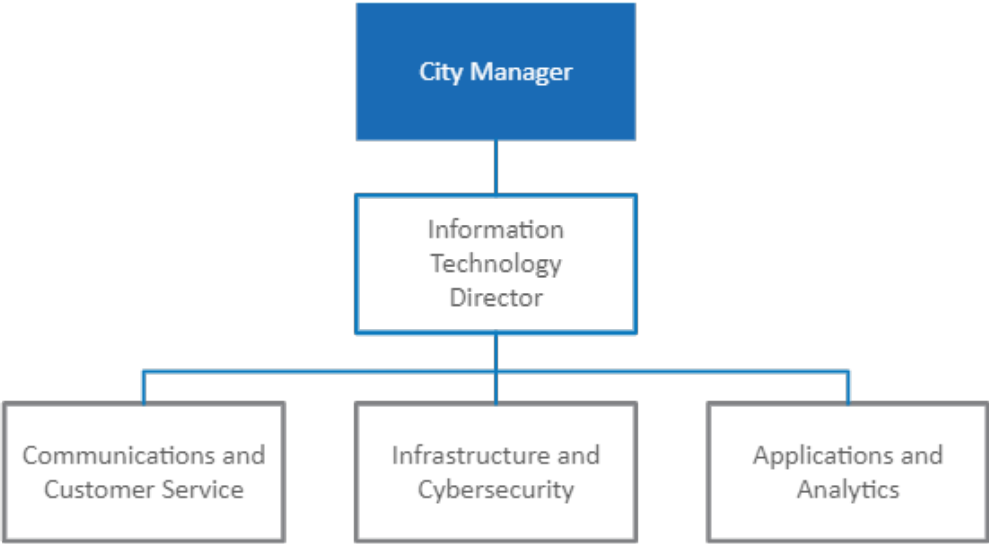 City Manager
Information
Technology
Director
Communications and
Customer Service
Infrastructure and
Cybersecurity
Applications and
Analytics